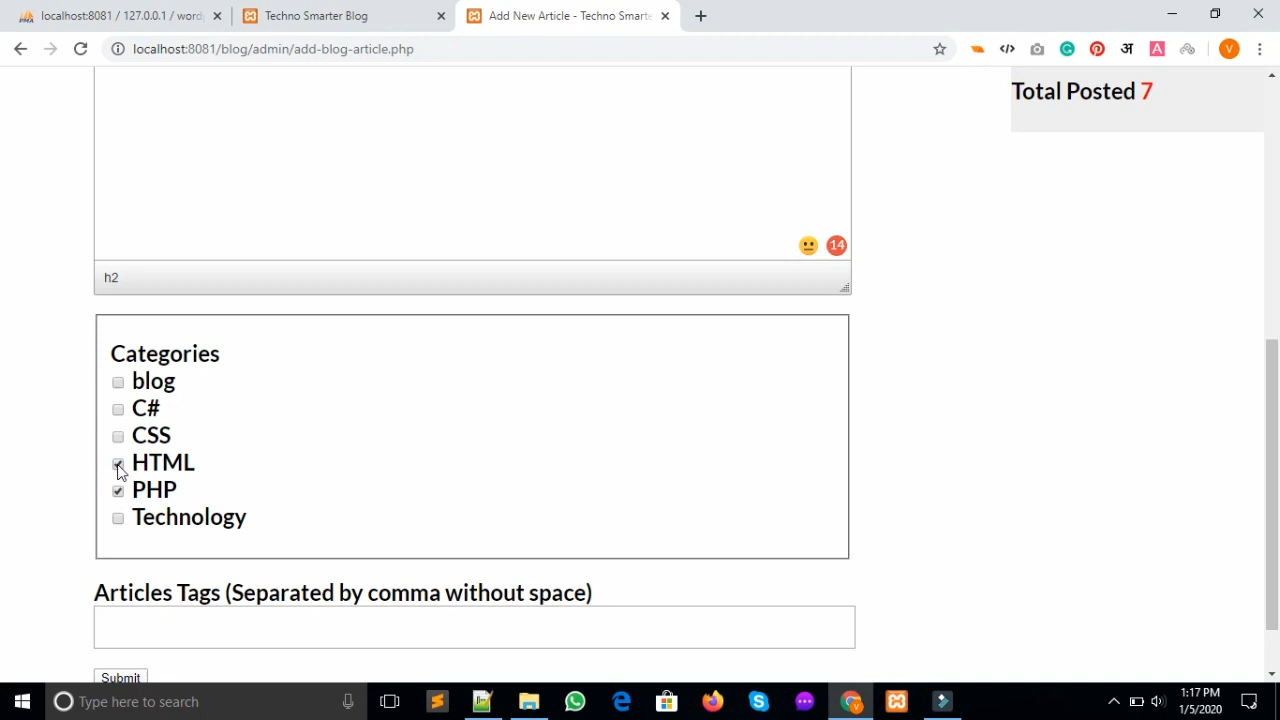 localhost:8081 / 127.0.0.1 / word
Techno Smarter Blog
Add New Article - Techno Smarte
localhost:8081/blog/admin/add-blog-article.php
अ
A
V
Total Posted 7
14
h2
Categories
blog
C#
CSS
HTML
PHP
Technology
Articles Tags (Separated by comma without space)
Submit
Type here to search
1:17 PM
1/5/2020